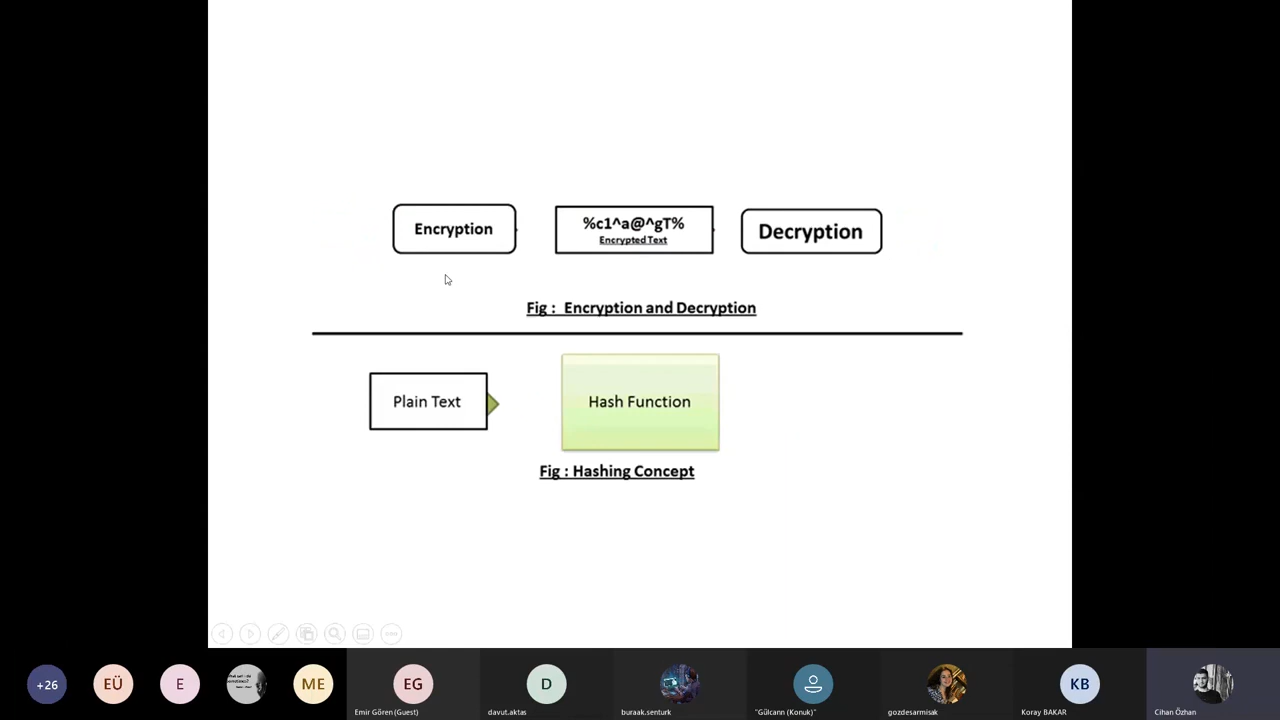 Encryption
%c1^a@^gT%
Encrypted Text
Decryption
Fig : Encryption and Decryption
Plain Text
Hash Function
Fig : Hashing Concept
+26
EÜ
E
ME
EG
D
KB
Emir Gören (Guest)
davut.aktas
buraak.senturk
"Gülcann (Konuk)"
gozdesarmisak
Koray BAKAR
Cihan Özhan